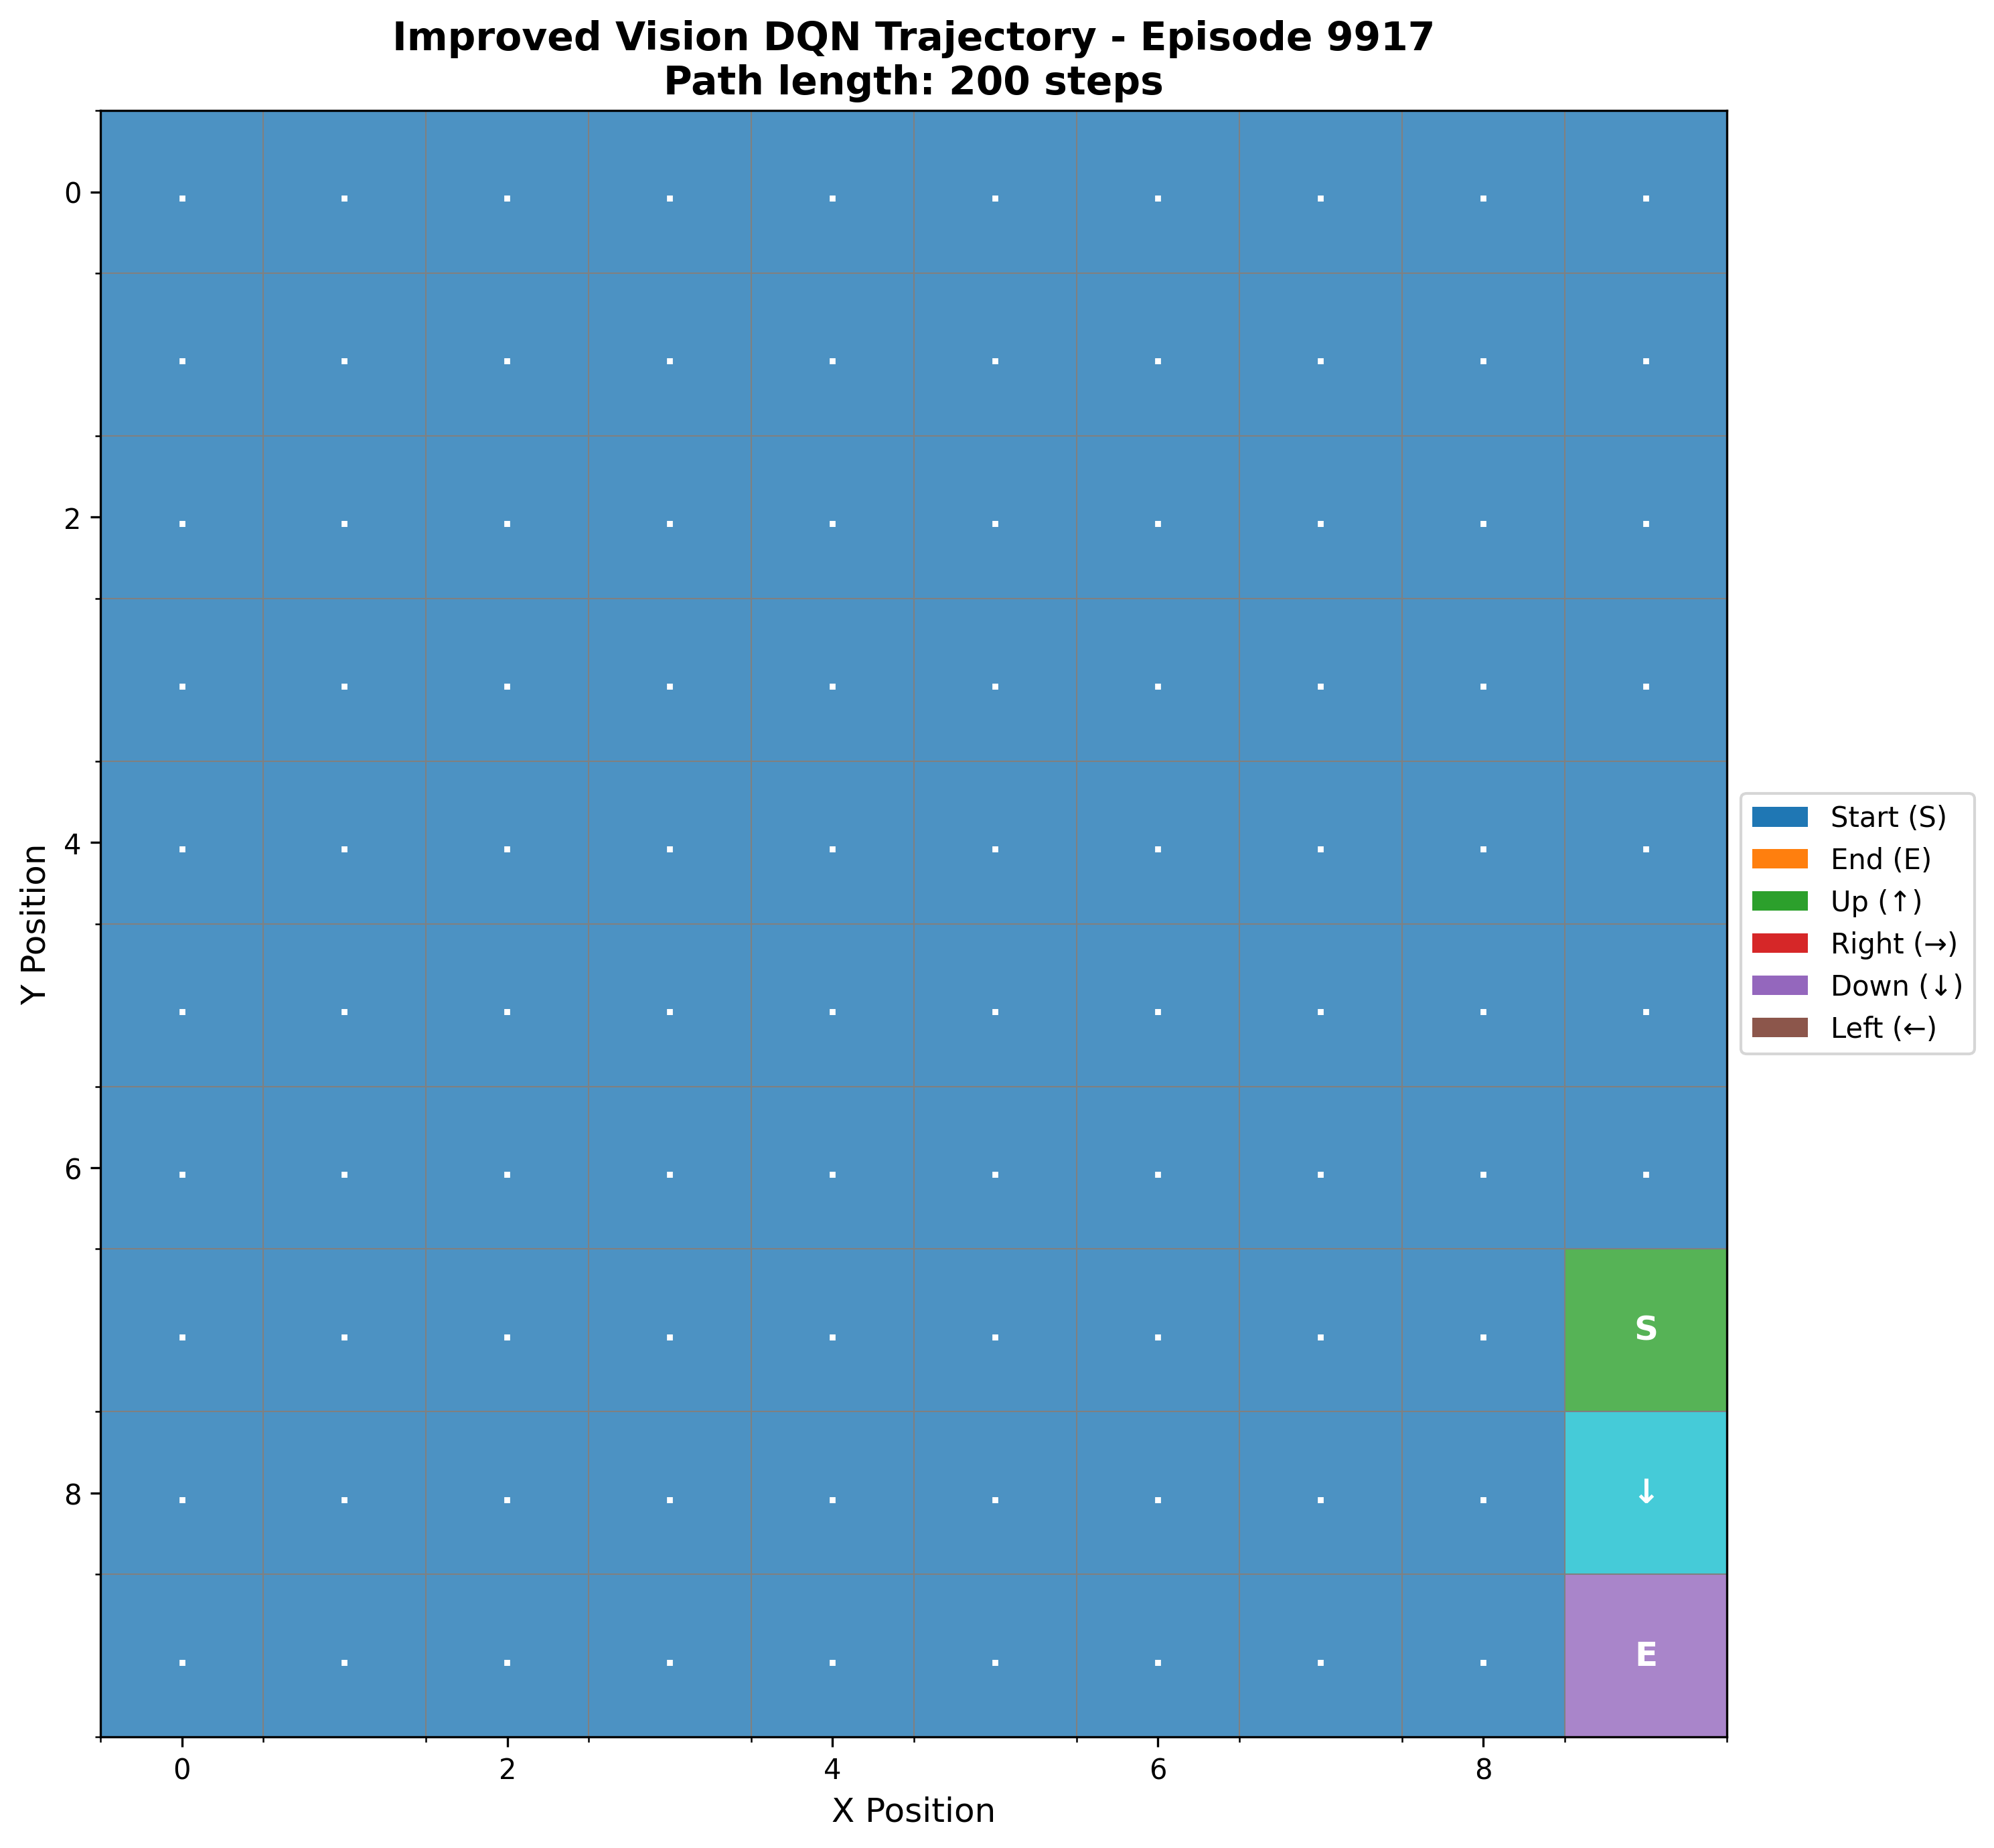 Improved Vision DQN Trajectory - Episode 9917
Path length: 200 steps
0
2
4
6
8
Y Position
S
↓
E
0
2
4
6
8
X Position
Start (S)
End (E)
Up (↑)
Right (→)
Down (↓)
Left (←)